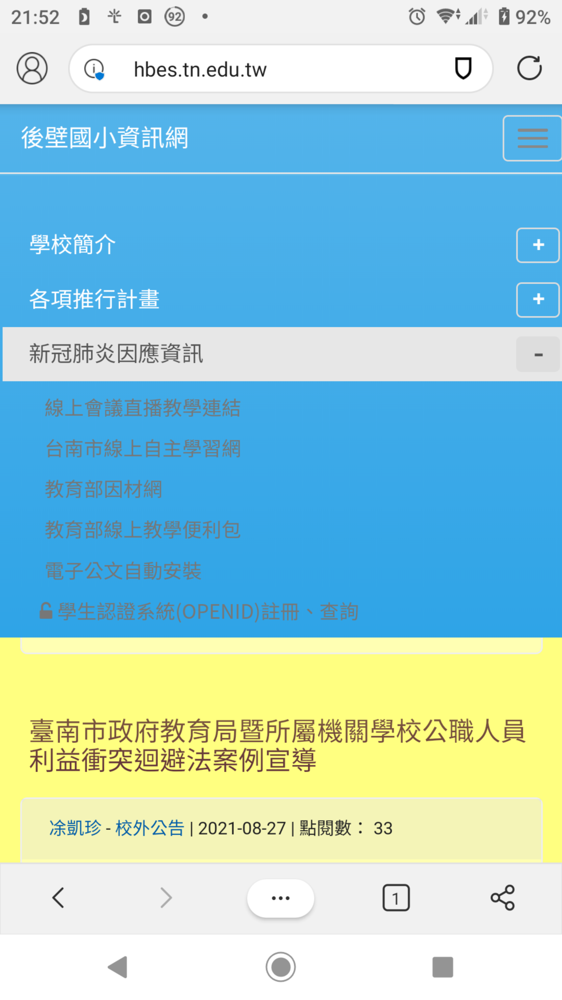 21:52
92
92%
hbes.tn.edu.tw
後壁國小資訊網
學校簡介
+
各項推行計畫
+
新冠肺炎因應資訊
-
線上會議直播教學連結
台南市線上自主學習網
教育部因材網
教育部線上教學便利包
電子公文自動安裝
學生認證系統(OPENID)註冊、查詢
臺南市政府教育局暨所屬機關學校公職人員
利益衝突迴避法案例宣導
凃凱珍 - 校外公告 | 2021-08-27 | 點閱數： 33
1